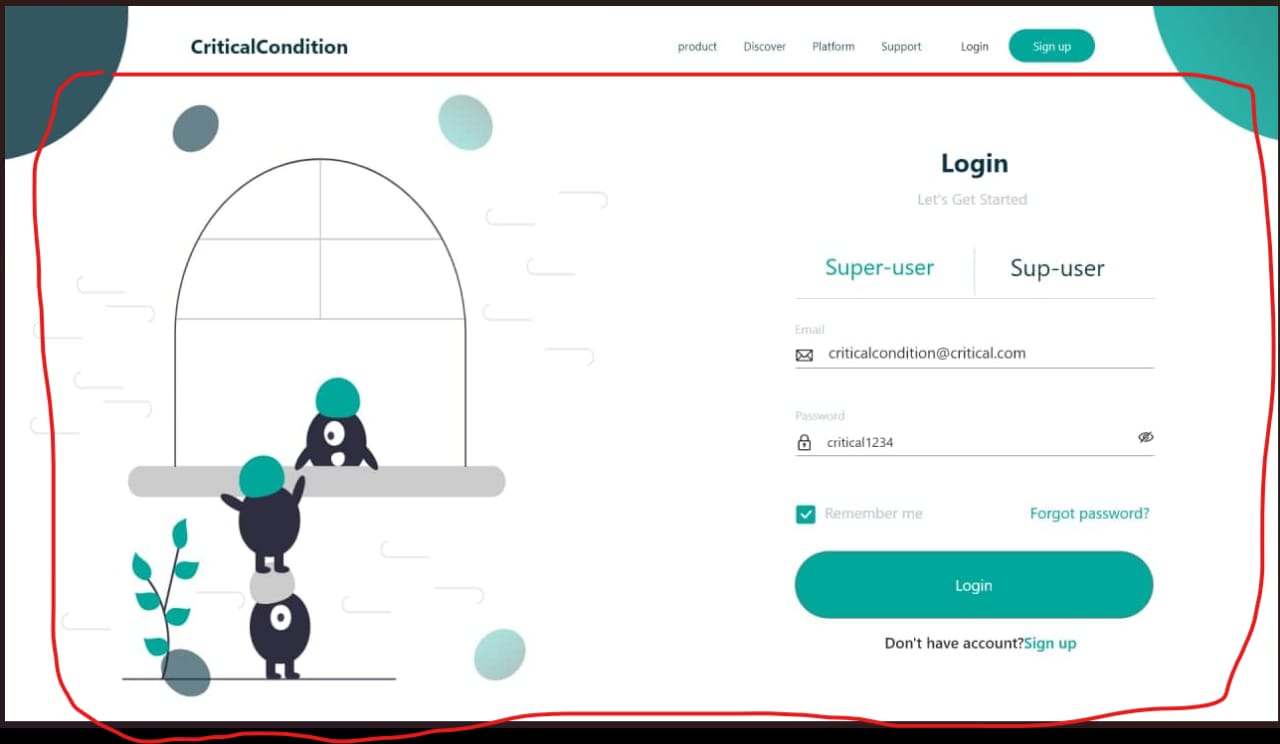 CriticalCondition product Discover Platform Support Login Sign up
Login
Let's Get Started
Super-user Sup-user
Email
criticalcondition@critical.com
Password
critical1234
Remember me Forgot password?
Login
Don't have account?Sign up